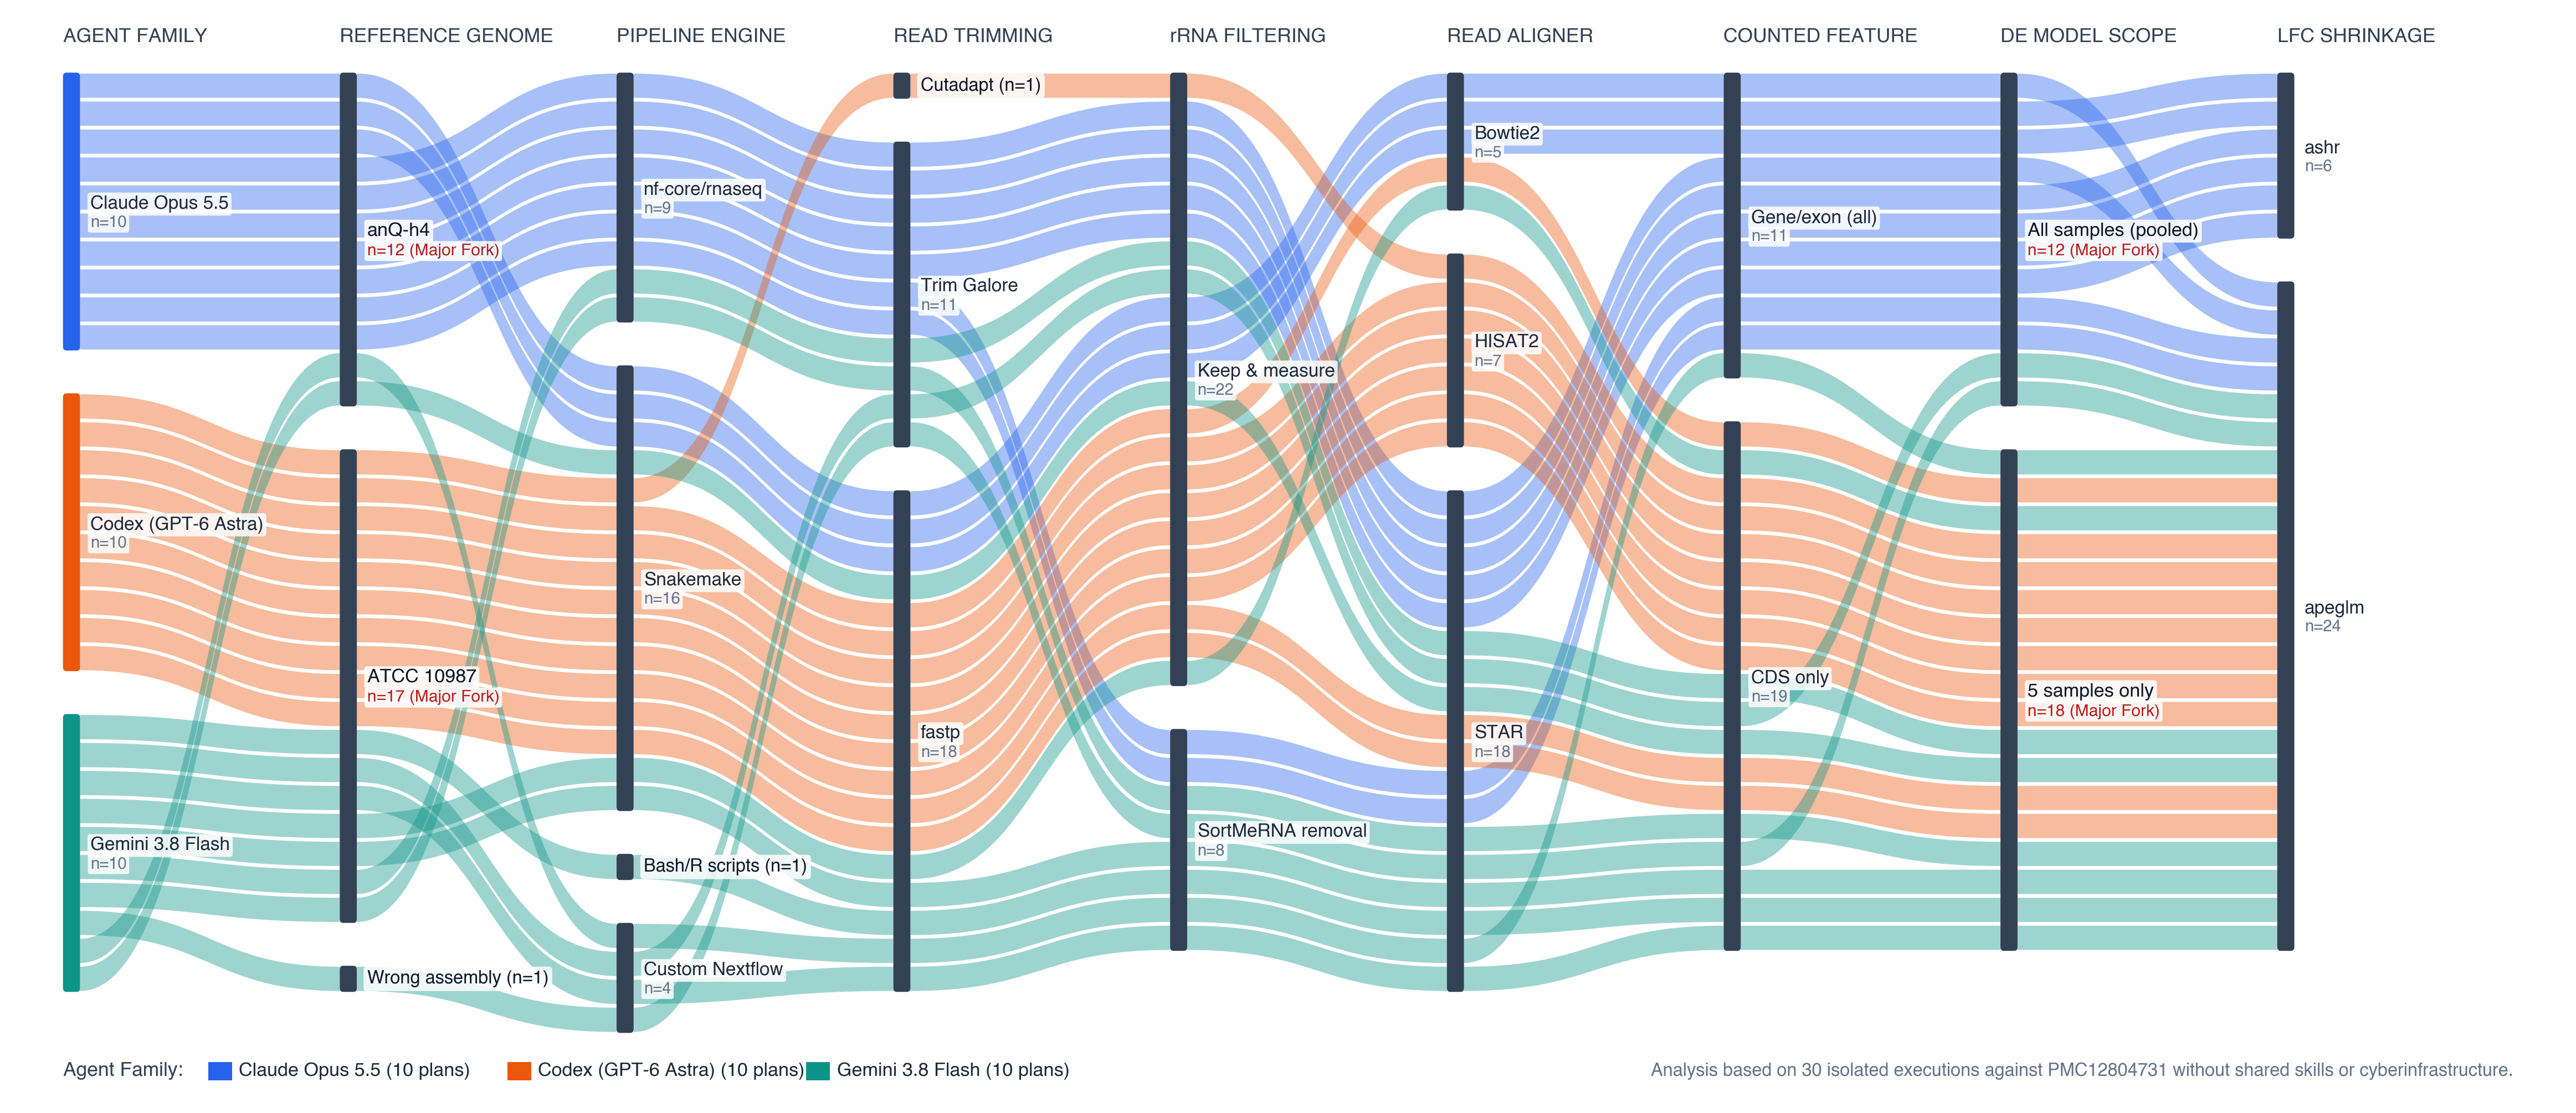 AGENT FAMILY
REFERENCE GENOME
PIPELINE ENGINE
READ TRIMMING
rRNA FILTERING
READ ALIGNER
COUNTED FEATURE
DE MODEL SCOPE
LFC SHRINKAGE
Claude Opus 5.5
n=10
Codex (GPT-6 Astra)
n=10
Gemini 3.8 Flash
n=10
anQ-h4
n=12 (Major Fork)
ATCC 10987
n=17 (Major Fork)
Wrong assembly (n=1)
nf-core/rnaseq
n=9
Snakemake
n=16
Bash/R scripts (n=1)
Custom Nextflow
n=4
Cutadapt (n=1)
Trim Galore
n=11
fastp
n=18
Keep & measure
n=22
SortMeRNA removal
n=8
Bowtie2
n=5
HISAT2
n=7
STAR
n=18
Gene/exon (all)
n=11
CDS only
n=19
All samples (pooled)
n=12 (Major Fork)
5 samples only
n=18 (Major Fork)
ashr
n=6
apeglm
n=24
Agent Family:
Claude Opus 5.5 (10 plans)
Codex (GPT-6 Astra) (10 plans)
Gemini 3.8 Flash (10 plans)
Analysis based on 30 isolated executions against PMC12804731 without shared skills or cyberinfrastructure.